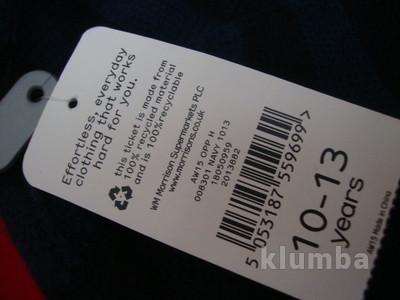 Effortless, everyday
clothing that works
hard for you.
this ticket is made from
100% recycled material
and is 100%recyclable
WM Morrison Supermarkets PLC
www.morrisons.co.uk
AW15 OPP H
18050959
008301 NAVY 1013
2013882
5 053187 559699 >
10-13
years
AW15 Made in China
klumba